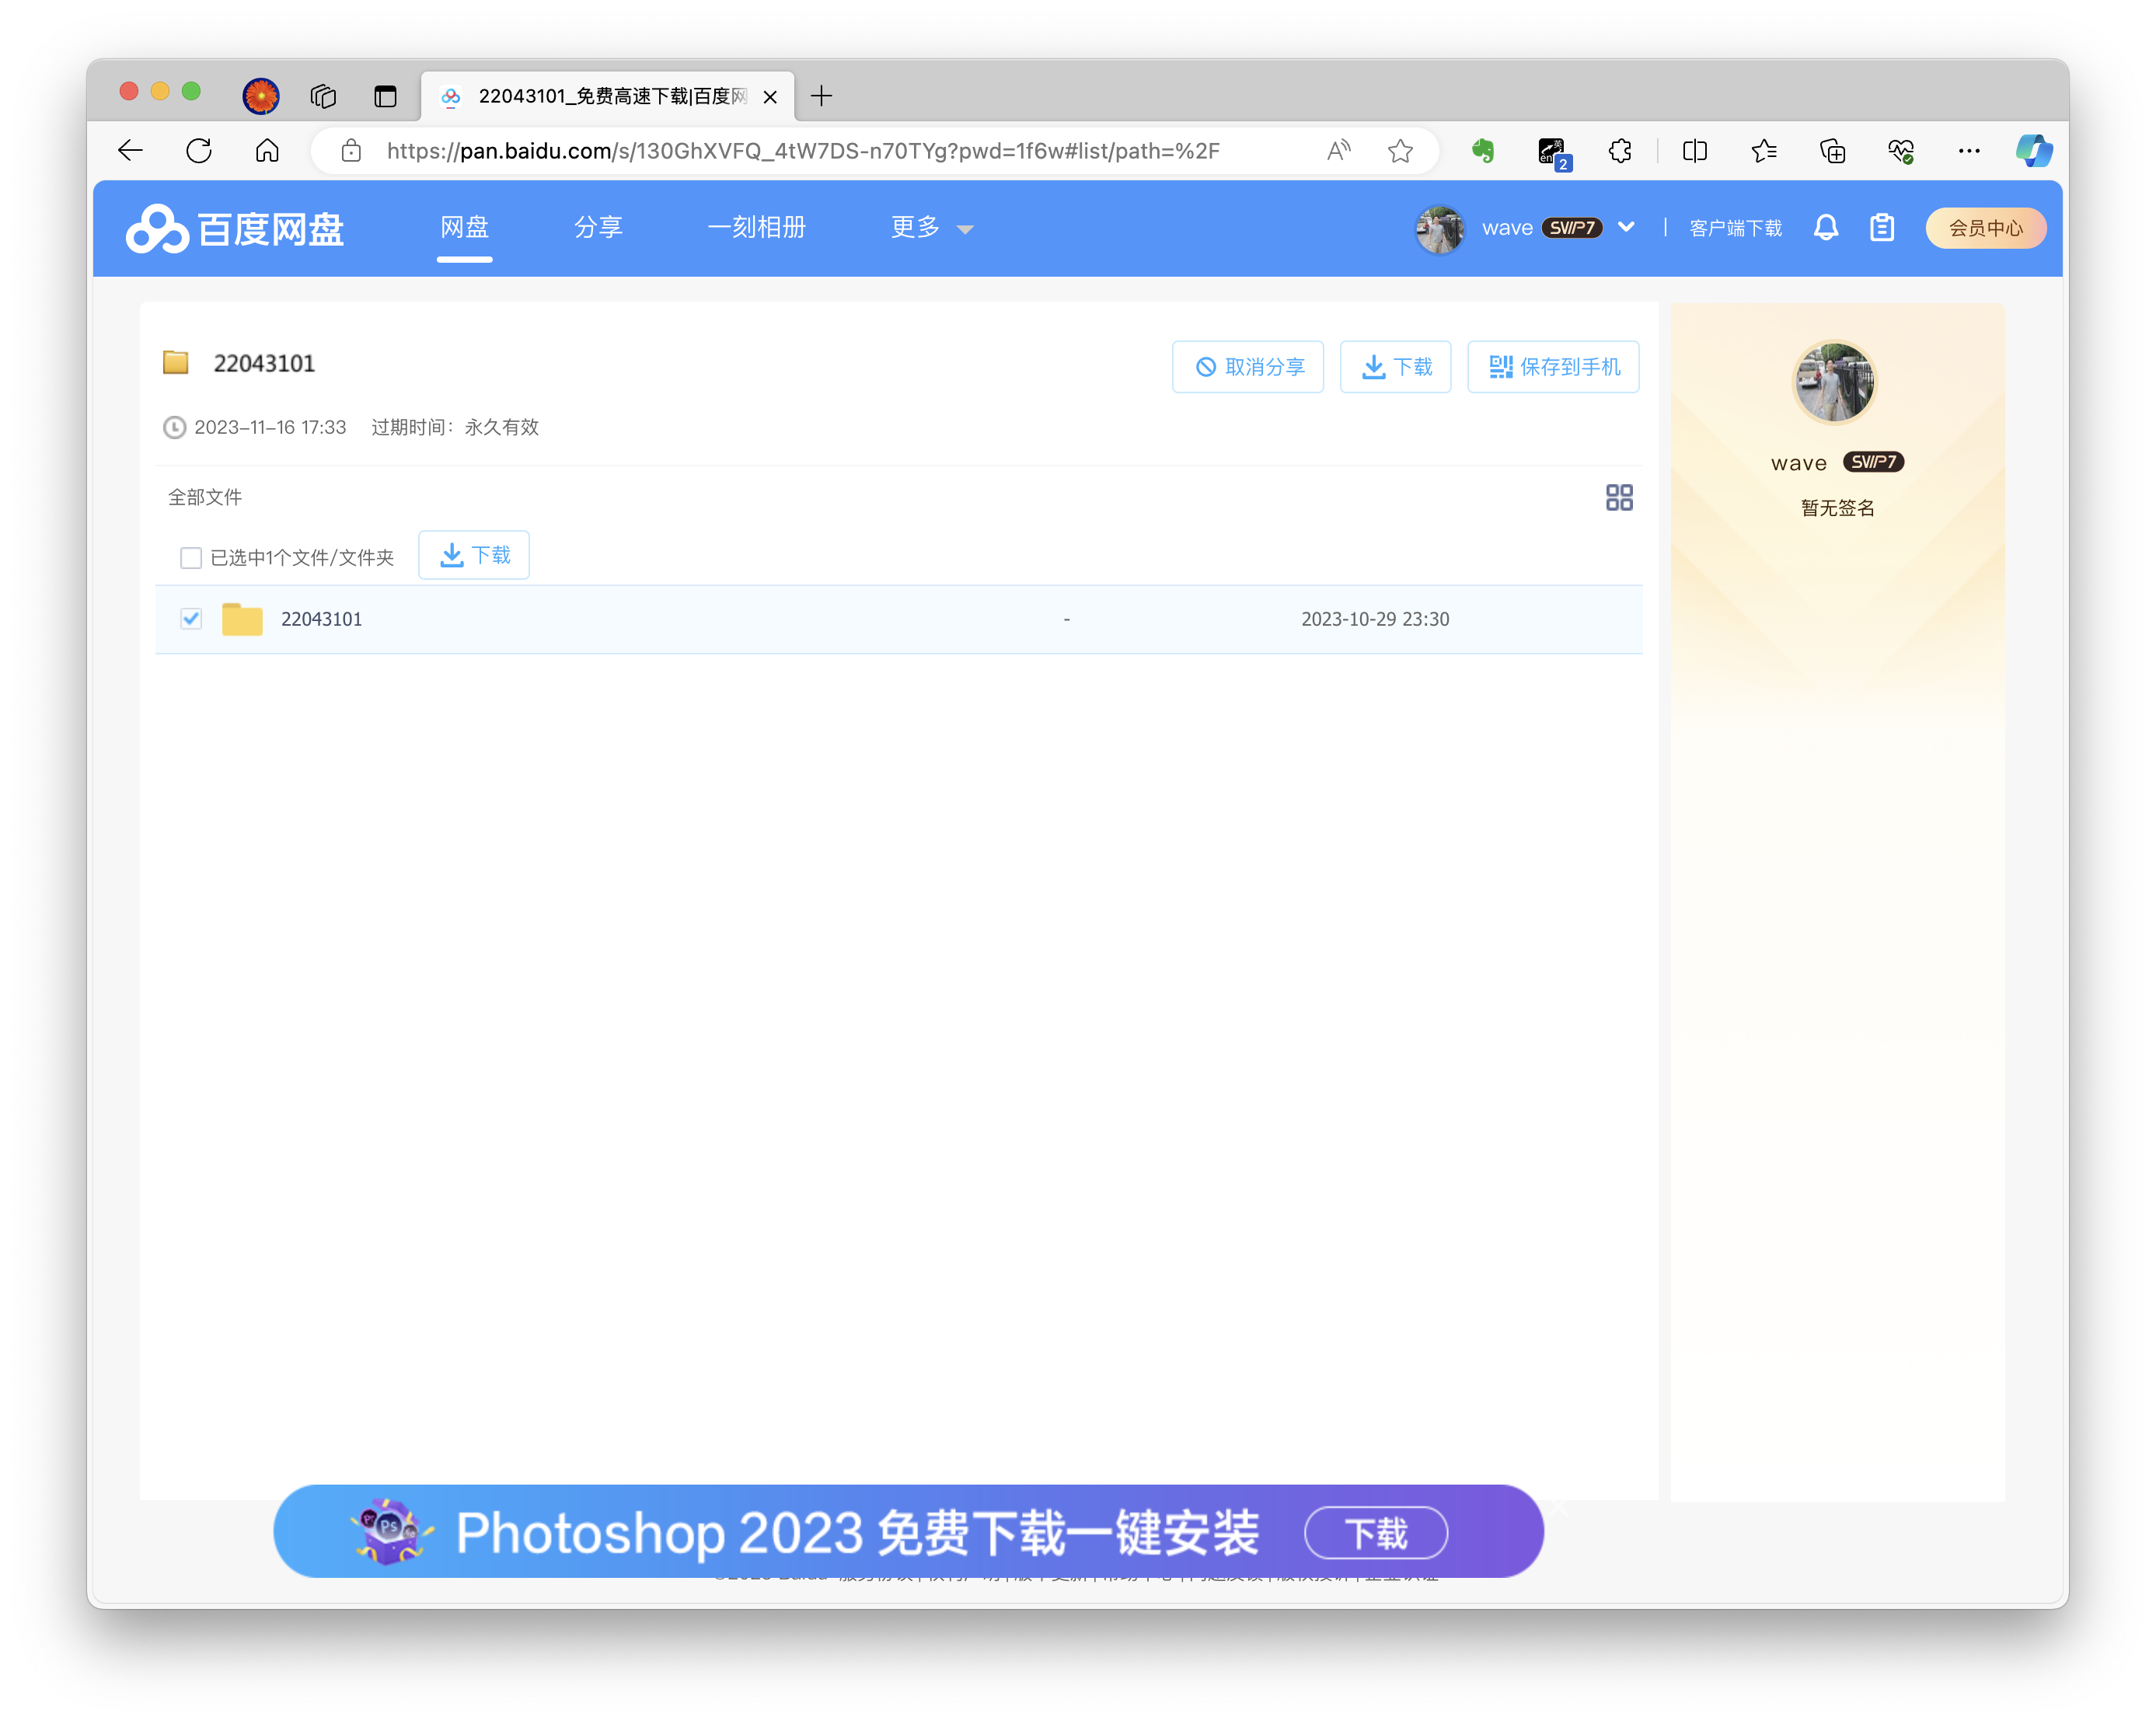 22043101_免费高速下载|百度网
https://pan.baidu.com/s/130GhXVFQ_4tW7DS-n70TYg?pwd=1f6w#list/path=%2F
en 英 2
百度网盘 网盘 分享 一刻相册 更多 wave SVIP7 客户端下载 会员中心
22043101 取消分享 下载 保存到手机
2023-11-16 17:33 过期时间：永久有效
wave SVIP7
暂无签名
全部文件
已选中1个文件/文件夹 下载
22043101 - 2023-10-29 23:30
Pr Ps
Photoshop 2023 免费下载一键安装 下载